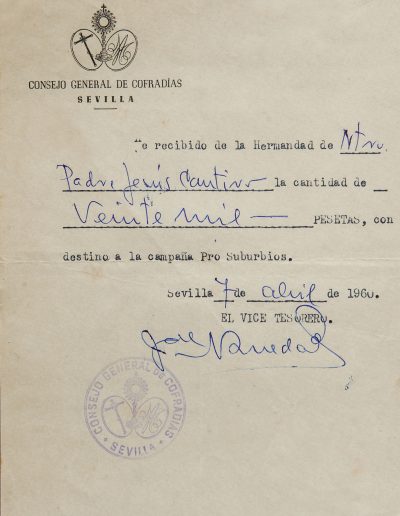 CONSEJO GENERAL DE COFRADÍAS
SEVILLA
He recibido de la Hermandad de Ntro.
Padre Jesús Cautivo la cantidad de
Veinte mil — PESETAS, con
destino a la campaña Pro Suburbios.
Sevilla 7 de abril de 1960.
EL VICE TESORERO.
CONSEJO GENERAL DE COFRADÍAS
SEVILLA